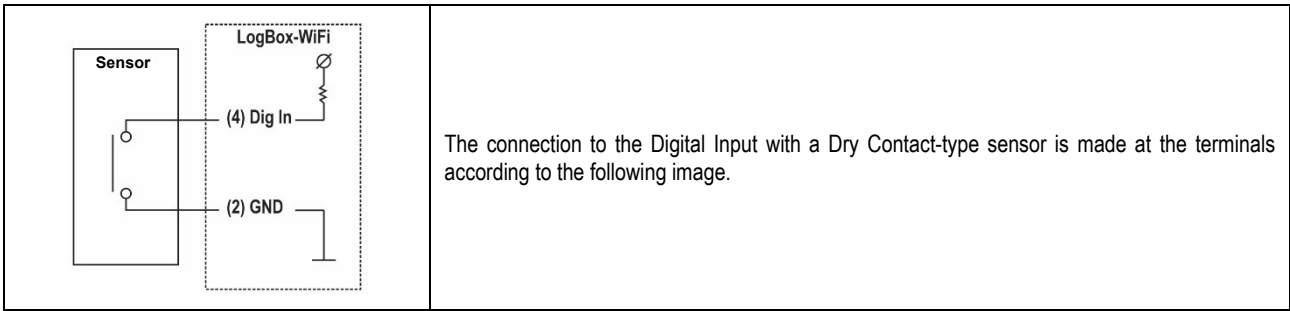 LogBox-WiFi
Sensor
(4) Dig In
(2) GND
The connection to the Digital Input with a Dry Contact-type sensor is made at the terminals
according to the following image.